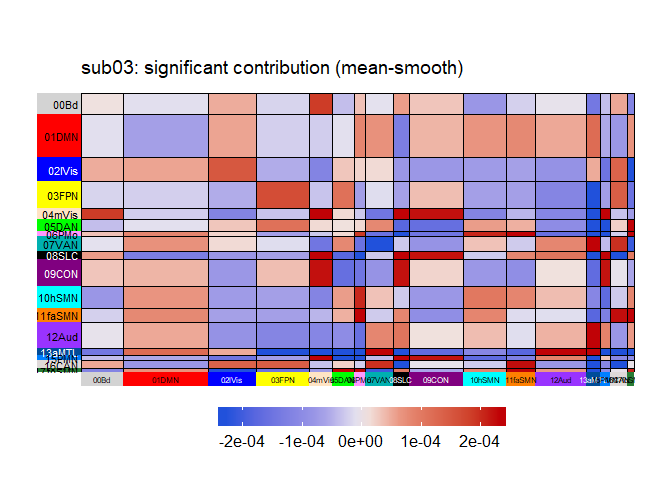 sub03: significant contribution (mean-smooth)
00Bd
01DMN
02lVis
03FPN
04mVis
05DAN
06PMo
07VAN
08SLC
09CON
10hSMN
11faSMN
12Aud
13aMTL
16CAN
00Bd 01DMN 02lVis 03FPN 04mVis 05DAN 07VAN 08SLC 09CON 10hSMN 11faSMN 12Aud
-2e-04 -1e-04 0e+00 1e-04 2e-04